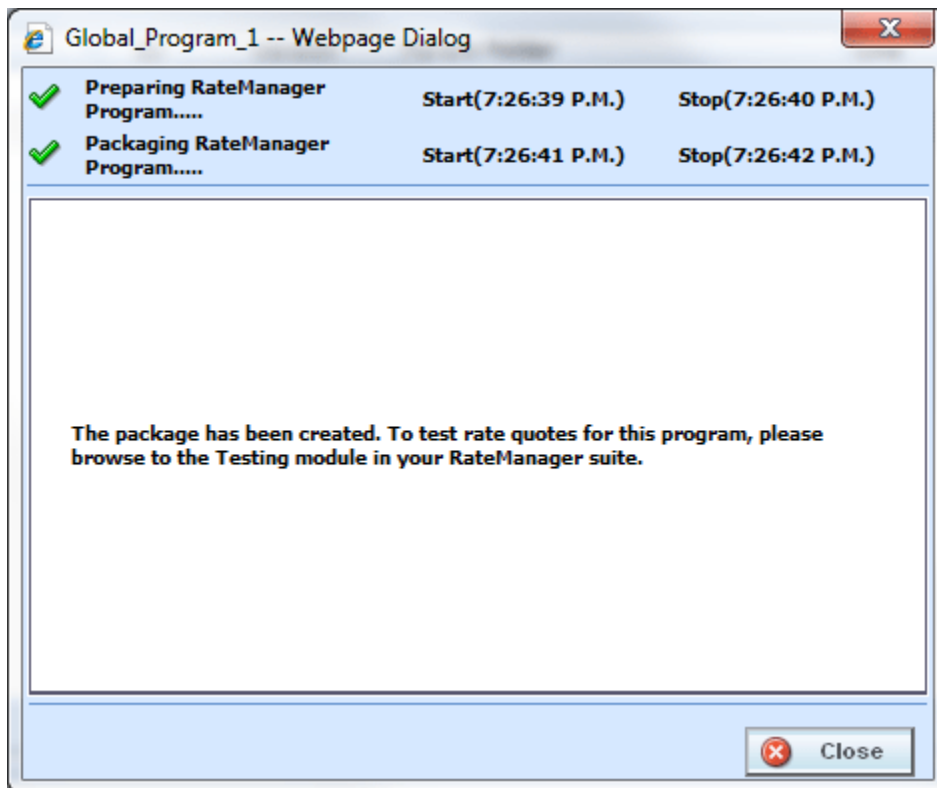 Global_Program_1 -- Webpage Dialog
Preparing RateManager
Program..... Start(7:26:39 P.M.) Stop(7:26:40 P.M.)
Packaging RateManager
Program..... Start(7:26:41 P.M.) Stop(7:26:42 P.M.)
The package has been created. To test rate quotes for this program, please
browse to the Testing module in your RateManager suite.
Close